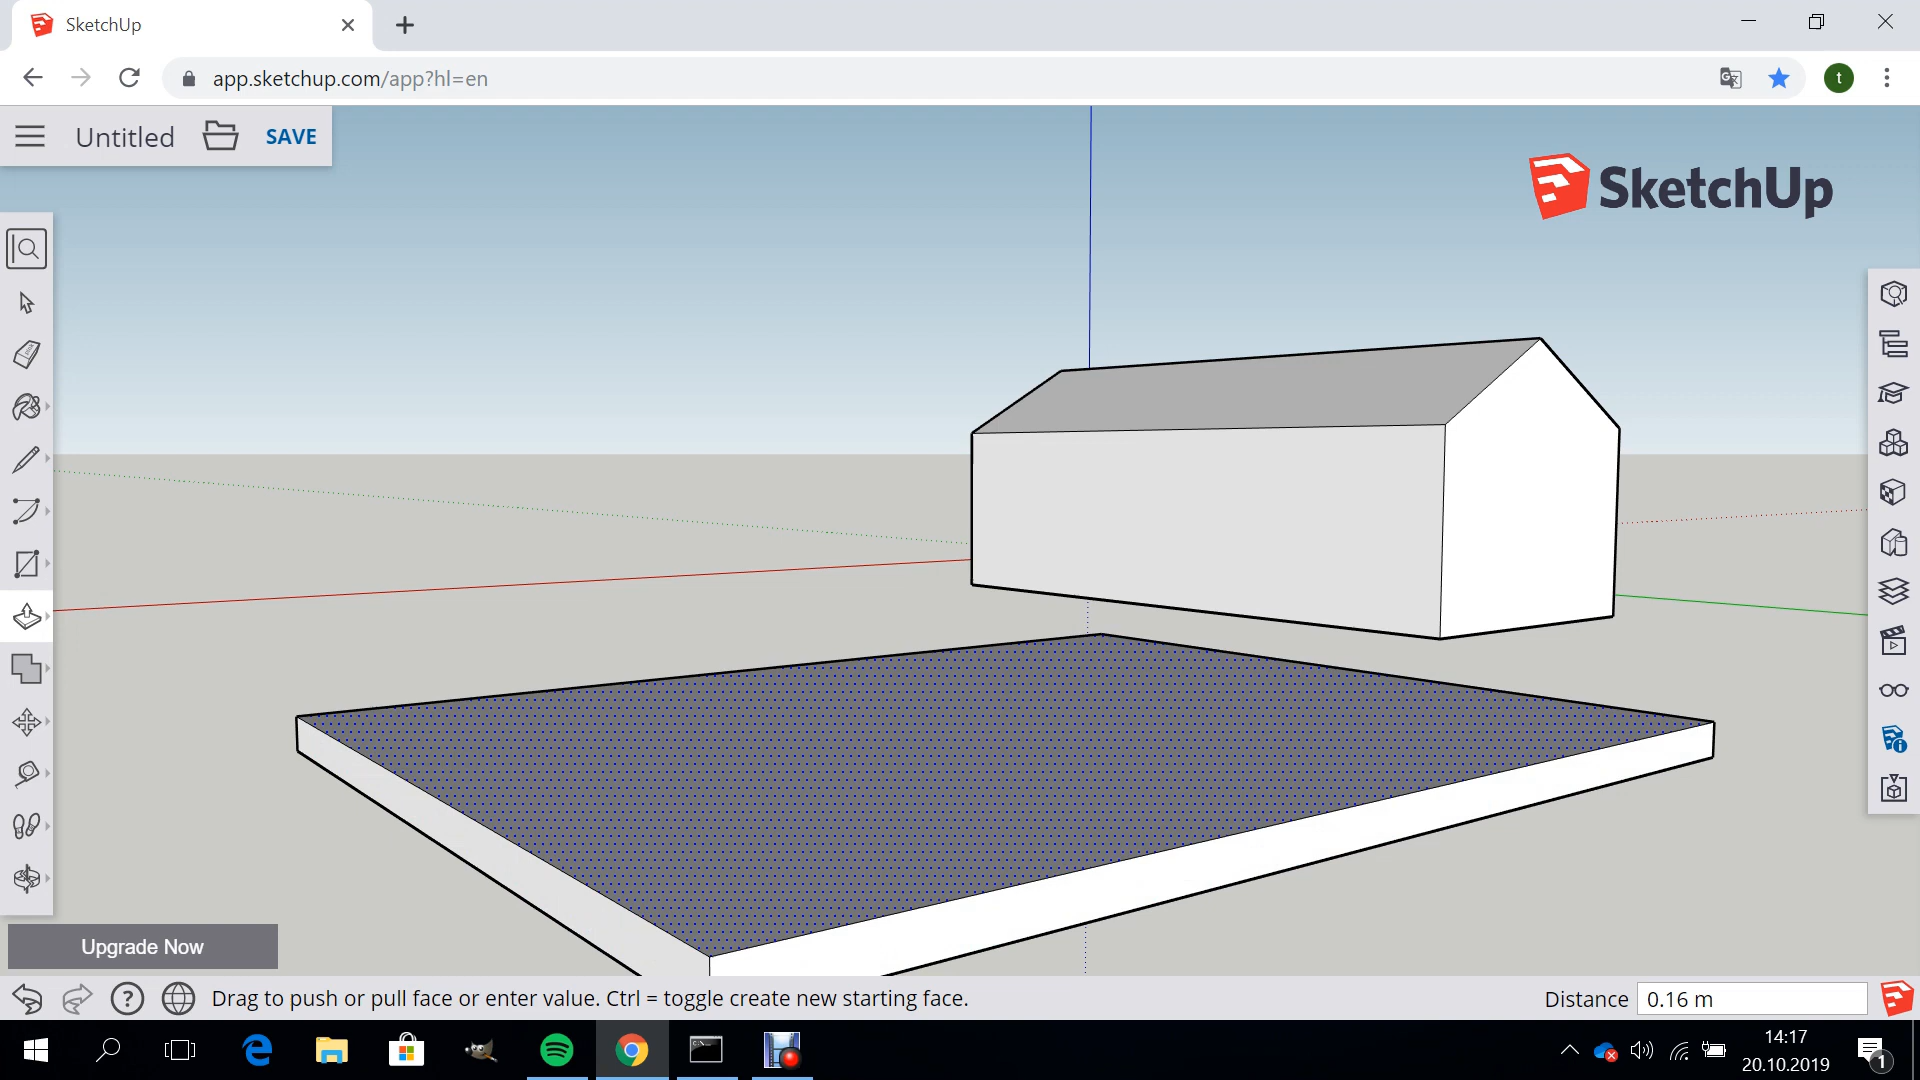 SketchUp
app.sketchup.com/app?hl=en
t
Untitled
SAVE
SketchUp
Upgrade Now
Drag to push or pull face or enter value. Ctrl = toggle create new starting face.
Distance
0.16 m
14:17
20.10.2019
1